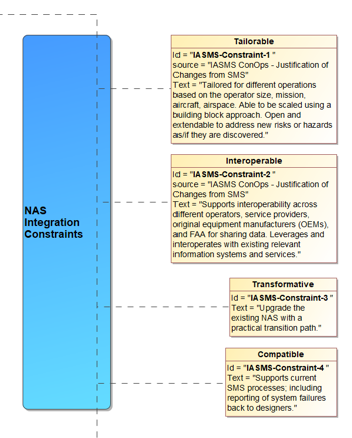 Tailorable
Id = "IASMS-Constraint-1 "
source = "IASMS ConOps - Justification of
Changes from SMS"
Text = "Tailored for different operations
based on the operator size, mission,
aircraft, airspace. Able to be scaled using a
building block approach. Open and
extendable to address new risks or hazards
as/if they are discovered."
Interoperable
Id = "IASMS-Constraint-2 "
source = "IASMS ConOps - Justification of
Changes from SMS"
Text = "Supports interoperability across
different operators, service providers,
original equipment manufacturers (OEMs),
and FAA for sharing data. Leverages and
interoperates with existing relevant
information systems and services."
NAS
Integration
Constraints
Transformative
Id = "IASMS-Constraint-3 "
Text = "Upgrade the
existing NAS with a
practical transition path."
Compatible
Id = "IASMS-Constraint-4 "
Text = "Supports current
SMS processes; including
reporting of system failures
back to designers."